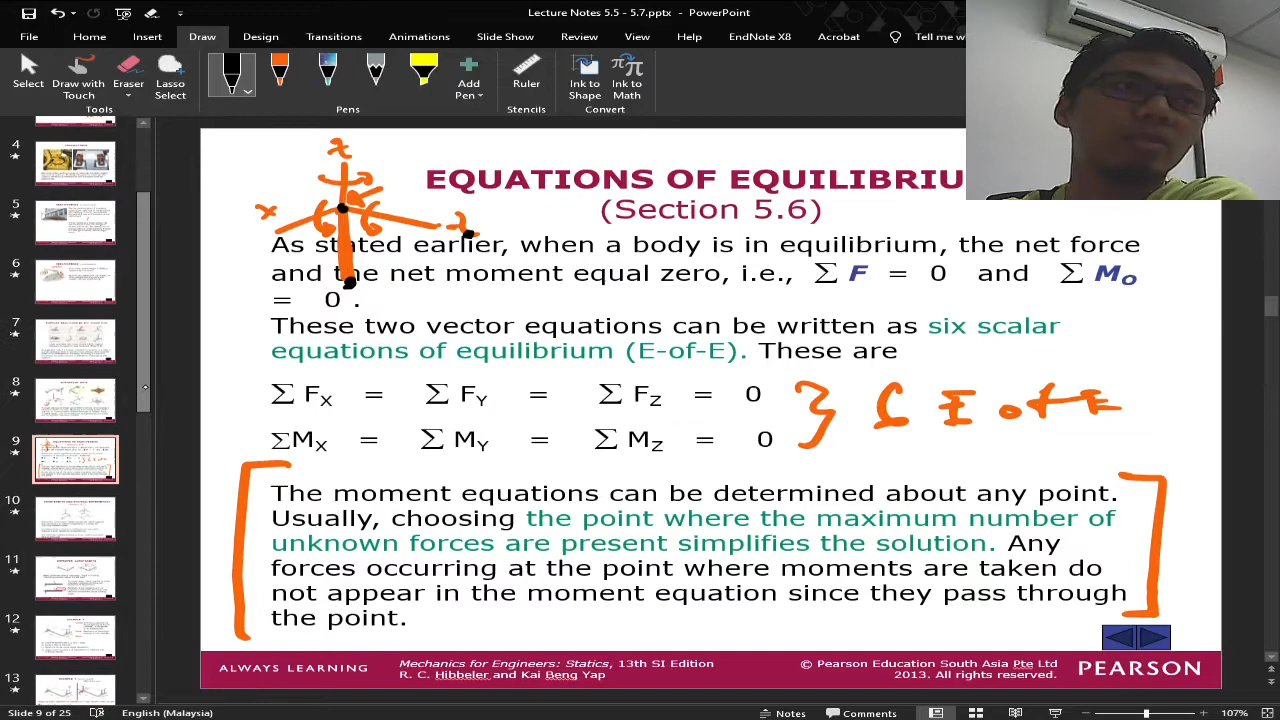 Lecture Notes 5.5 - 5.7.pptx - PowerPoint
File Home Insert Draw Design Transitions Animations Slide Show Review View Help EndNote X8 Acrobat Tell me
Select Draw with Touch Eraser Lasso Select Add Pen Ruler Ink to Shape Ink to Math
Tools Pens Stencils Convert
EQUATIONS OF EQUILIBRIU
(Section 5.6)
As stated earlier, when a body is in equilibrium, the net force
and the net moment equal zero, i.e., ∑ F = 0 and ∑ Mo
= 0 .
These two vector equations can be written as six scalar
equations of equilibrium (E-of-E). These are
∑ FX = ∑ FY = ∑ FZ = 0
6 E of E
∑MX = ∑ MY = ∑ MZ = 0
The moment equations can be determined about any point.
Usually, choosing the point where the maximum number of
unknown forces are present simplifies the solution. Any
forces occurring at the point where moments are taken do
not appear in the moment equation since they pass through
the point.
ALWAYS LEARNING
Mechanics for Engineers: Statics, 13th SI Edition
R. C. Hibbeler and Kai Beng Yap
© Pearson Education South Asia Pte Ltd
2013. All rights reserved.
PEARSON
4
6
7
8
10
11
Slide 9 of 25 English (Malaysia) Notes Comments 107%